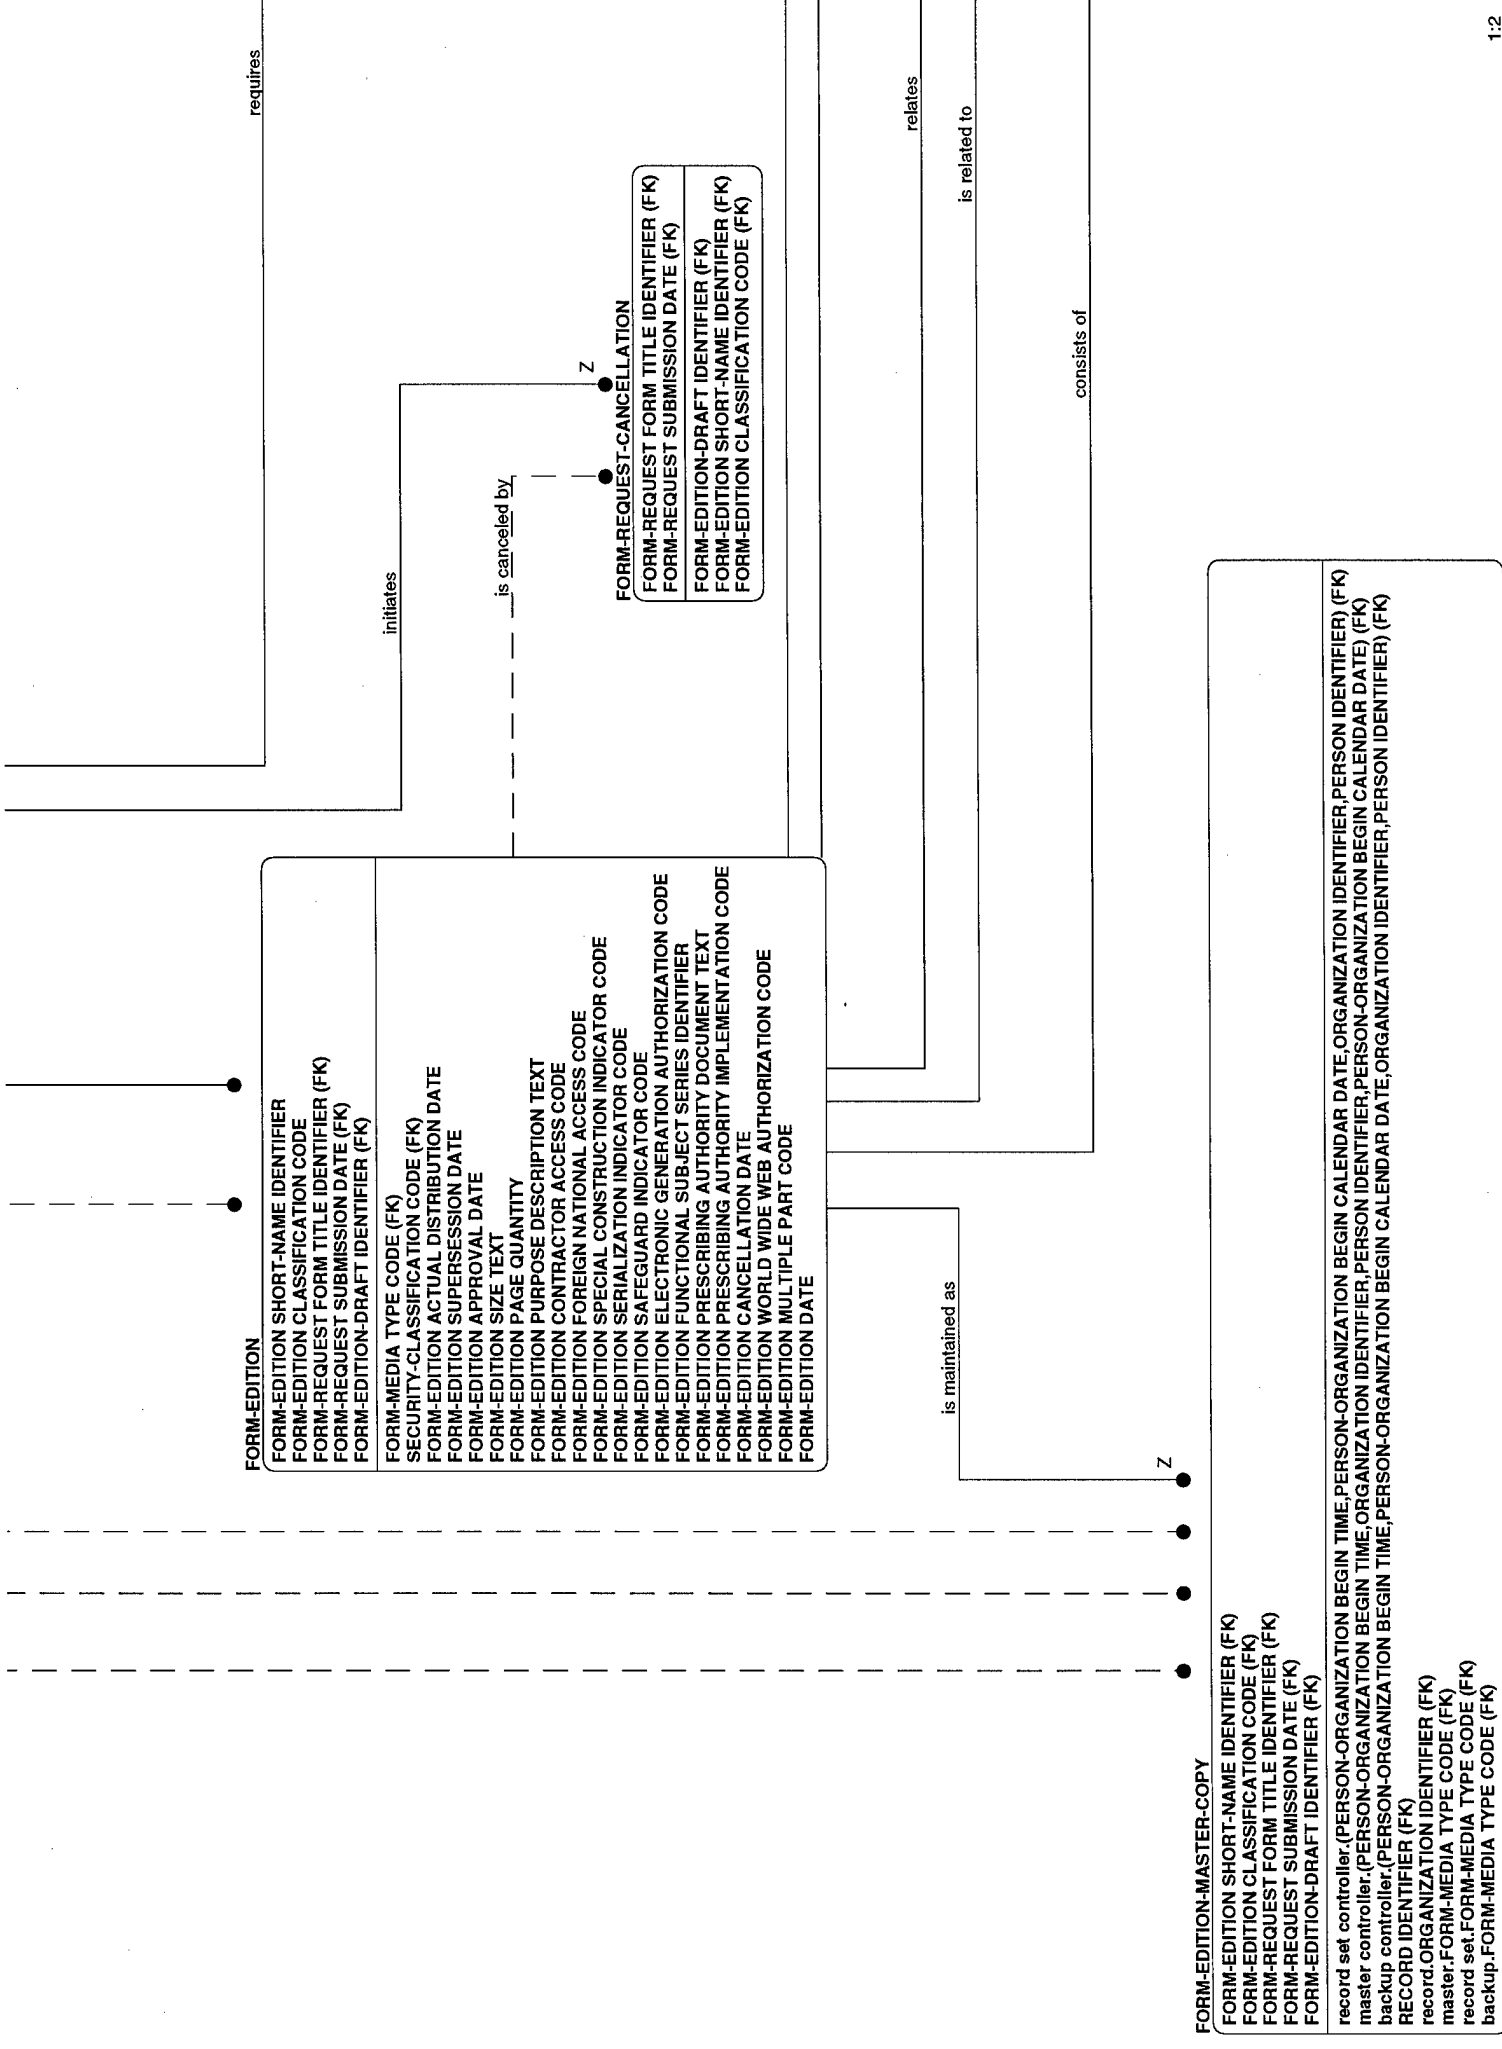 requires
initiates
is canceled by
Z
FORM-REQUEST-CANCELLATION
FORM-REQUEST FORM TITLE IDENTIFIER (FK)
FORM-REQUEST SUBMISSION DATE (FK)
FORM-EDITION-DRAFT IDENTIFIER (FK)
FORM-EDITION SHORT-NAME IDENTIFIER (FK)
FORM-EDITION CLASSIFICATION CODE (FK)
FORM-EDITION
FORM-EDITION SHORT-NAME IDENTIFIER
FORM-EDITION CLASSIFICATION CODE
FORM-REQUEST FORM TITLE IDENTIFIER (FK)
FORM-REQUEST SUBMISSION DATE (FK)
FORM-EDITION-DRAFT IDENTIFIER (FK)
FORM-MEDIA TYPE CODE (FK)
SECURITY-CLASSIFICATION CODE (FK)
FORM-EDITION ACTUAL DISTRIBUTION DATE
FORM-EDITION SUPERSESSION DATE
FORM-EDITION APPROVAL DATE
FORM-EDITION SIZE TEXT
FORM-EDITION PAGE QUANTITY
FORM-EDITION PURPOSE DESCRIPTION TEXT
FORM-EDITION CONTRACTOR ACCESS CODE
FORM-EDITION FOREIGN NATIONAL ACCESS CODE
FORM-EDITION SPECIAL CONSTRUCTION INDICATOR CODE
FORM-EDITION SERIALIZATION INDICATOR CODE
FORM-EDITION SAFEGUARD INDICATOR CODE
FORM-EDITION ELECTRONIC GENERATION AUTHORIZATION CODE
FORM-EDITION FUNCTIONAL SUBJECT SERIES IDENTIFIER
FORM-EDITION PRESCRIBING AUTHORITY DOCUMENT TEXT
FORM-EDITION PRESCRIBING AUTHORITY IMPLEMENTATION CODE
FORM-EDITION CANCELLATION DATE
FORM-EDITION WORLD WIDE WEB AUTHORIZATION CODE
FORM-EDITION MULTIPLE PART CODE
FORM-EDITION DATE
relates
is related to
consists of
is maintained as
Z
FORM-EDITION-MASTER-COPY
FORM-EDITION SHORT-NAME IDENTIFIER (FK)
FORM-EDITION CLASSIFICATION CODE (FK)
FORM-REQUEST FORM TITLE IDENTIFIER (FK)
FORM-REQUEST SUBMISSION DATE (FK)
FORM-EDITION-DRAFT IDENTIFIER (FK)
record set controller.(PERSON-ORGANIZATION BEGIN TIME,PERSON-ORGANIZATION BEGIN CALENDAR DATE,ORGANIZATION IDENTIFIER,PERSON IDENTIFIER) (FK)
master controller.(PERSON-ORGANIZATION BEGIN TIME,ORGANIZATION IDENTIFIER,PERSON IDENTIFIER,PERSON-ORGANIZATION BEGIN CALENDAR DATE) (FK)
backup controller.(PERSON-ORGANIZATION BEGIN TIME,PERSON-ORGANIZATION BEGIN CALENDAR DATE,ORGANIZATION IDENTIFIER,PERSON IDENTIFIER) (FK)
RECORD IDENTIFIER (FK)
record.ORGANIZATION IDENTIFIER (FK)
master.FORM-MEDIA TYPE CODE (FK)
record set.FORM-MEDIA TYPE CODE (FK)
backup.FORM-MEDIA TYPE CODE (FK)
1:2